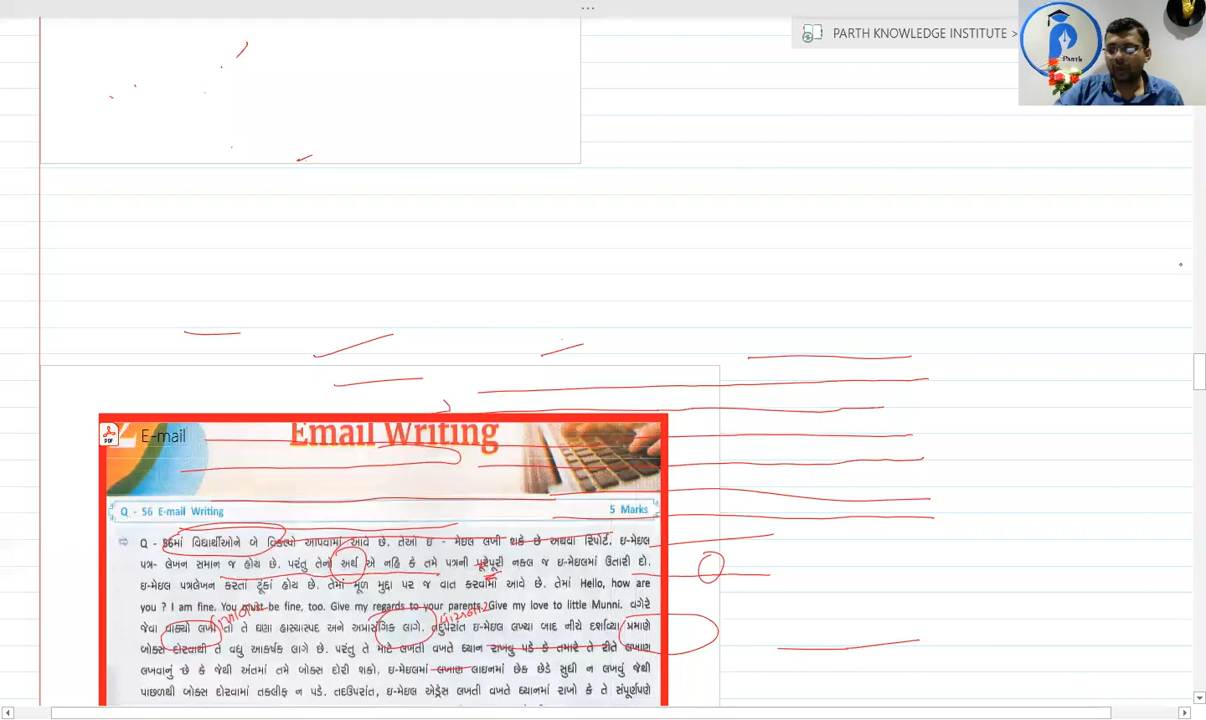 PARTH KNOWLEDGE INSTITUTE >
Parth
E-mail
Email Writing
Q - 56 E-mail Writing
5 Marks
Q - 56માં વિદ્યાર્થીઓને બે વિકલ્પો આપવામાં આવે છે. તેઓ ઇ - મેઇલ લખી શકે છે અથવા રિપોર્ટ. ઇ-મેઇલ
પત્ર- લેખન સમાન જ હોય છે. પરંતુ તેનો અર્થ એ નહિ કે તમે પત્રની પૂરેપૂરી નકલ જ ઇ-મેઇલમાં ઉતારી દો.
ઇ-મેઇલ પત્રલેખન કરતાં ટૂંકાં હોય છે. તેમાં મૂળ મુદ્દા પર જ વાત કરવામાં આવે છે. તેમાં Hello, how are
you ? I am fine. You must be fine, too. Give my regards to your parents. Give my love to little Munni. વગેરે
જેવા વાક્યો લખો તો તે ઘણા હાસ્યાસ્પદ અને અપ્રાસંગિક લાગે. તદુપરાંત ઇ-મેઇલ લખ્યા બાદ નીચે દર્શાવ્યા પ્રમાણે
બોક્સ દોરવાથી તે વધુ આકર્ષક લાગે છે. પરંતુ તે માટે લખતી વખતે ધ્યાન રાખવુ પડે કે તમારે તે રીતે લખાણ
લખવાનું છે કે જેથી અંતમાં તમે બોક્સ દોરી શકો. ઇ-મેઇલમાં લખાણ લાઇનમાં છેક છેડે સુધી ન લખવું જેથી
પાછળથી બોક્સ દોરવામાં તકલીફ ન પડે. તદઉપરાંત, ઇ-મેઇલ એડ્રેસ લખતી વખતે ધ્યાનમાં રાખો કે તે સંપૂર્ણપણે